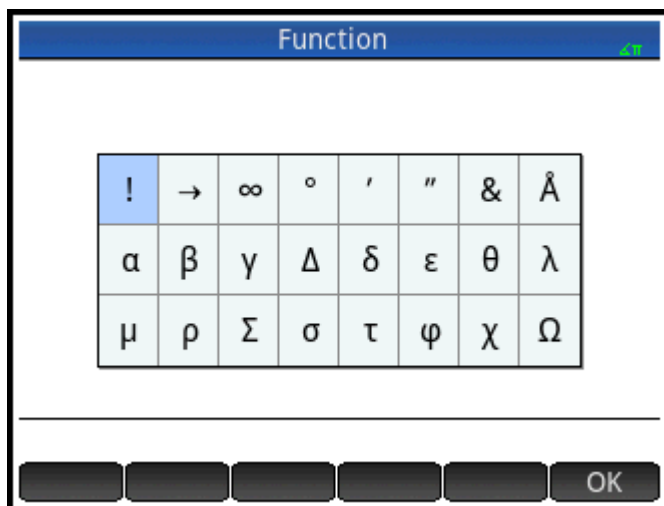 Function
∡π
! → ∞ ° ′ ″ & Å
α β γ Δ δ ε θ λ
μ ρ Σ σ τ φ χ Ω
OK